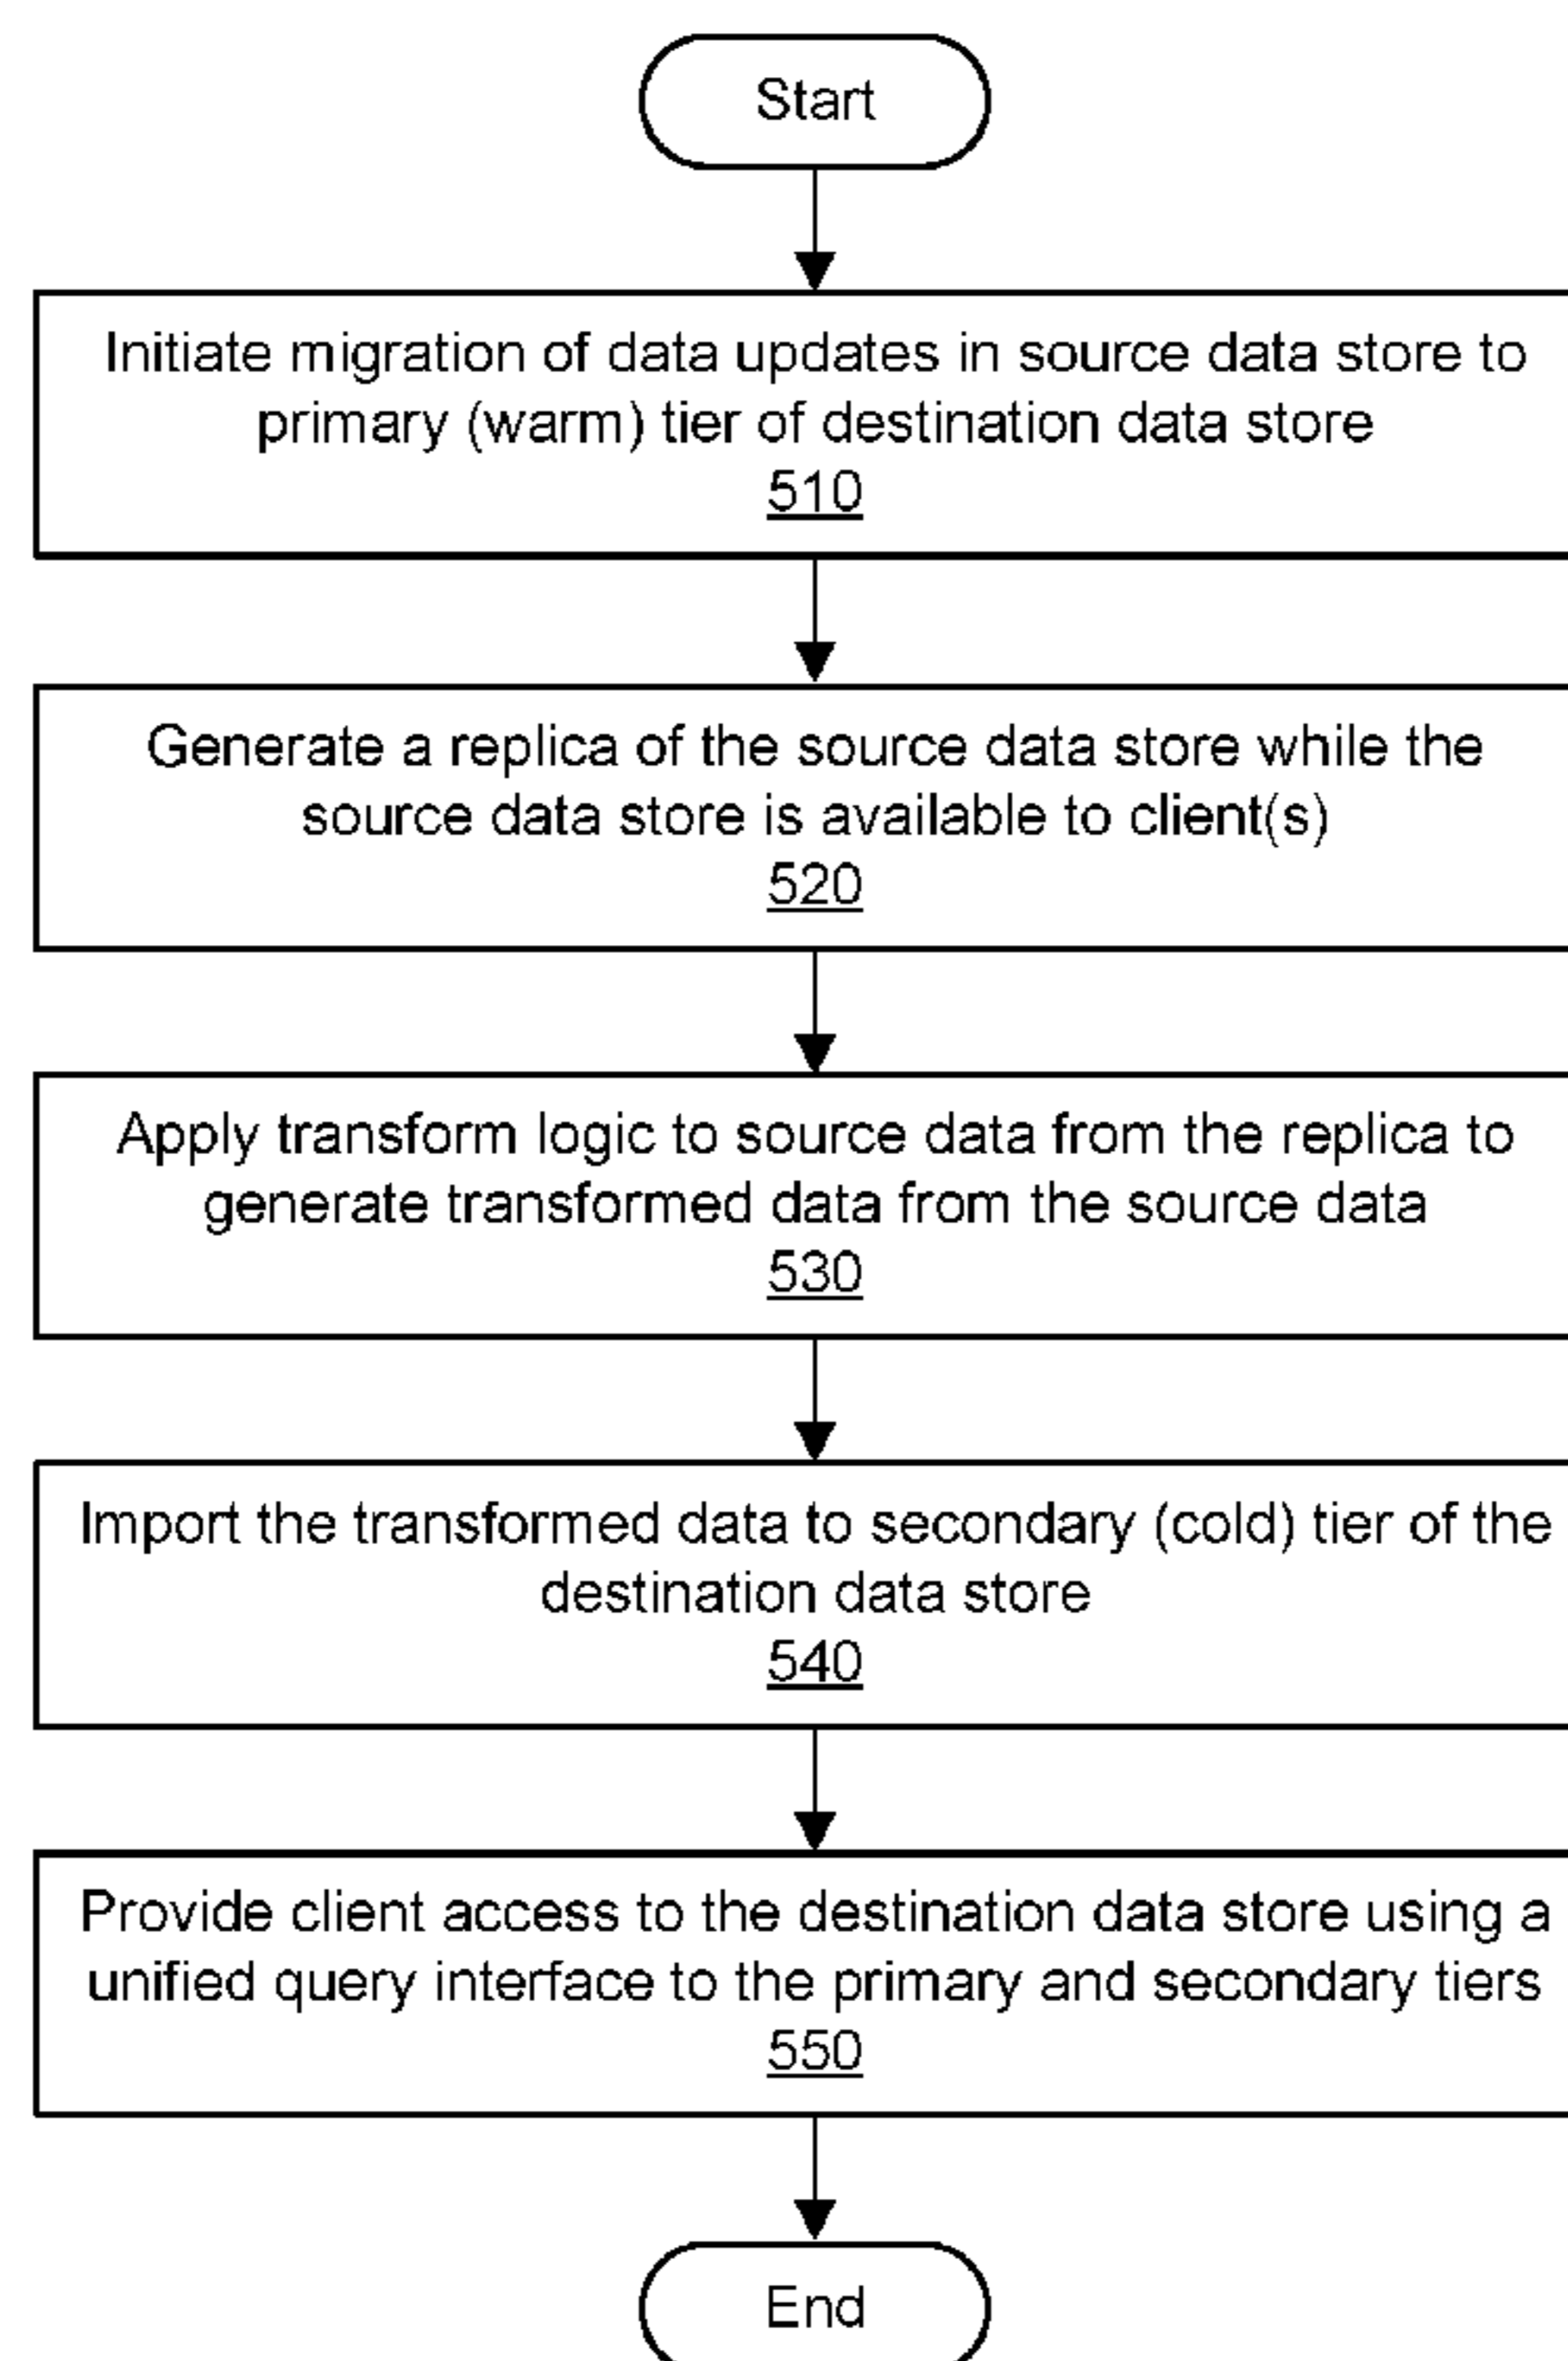 Start
Initiate migration of data updates in source data store to
primary (warm) tier of destination data store
510
Generate a replica of the source data store while the
source data store is available to client(s)
520
Apply transform logic to source data from the replica to
generate transformed data from the source data
530
Import the transformed data to secondary (cold) tier of the
destination data store
540
Provide client access to the destination data store using a
unified query interface to the primary and secondary tiers
550
End